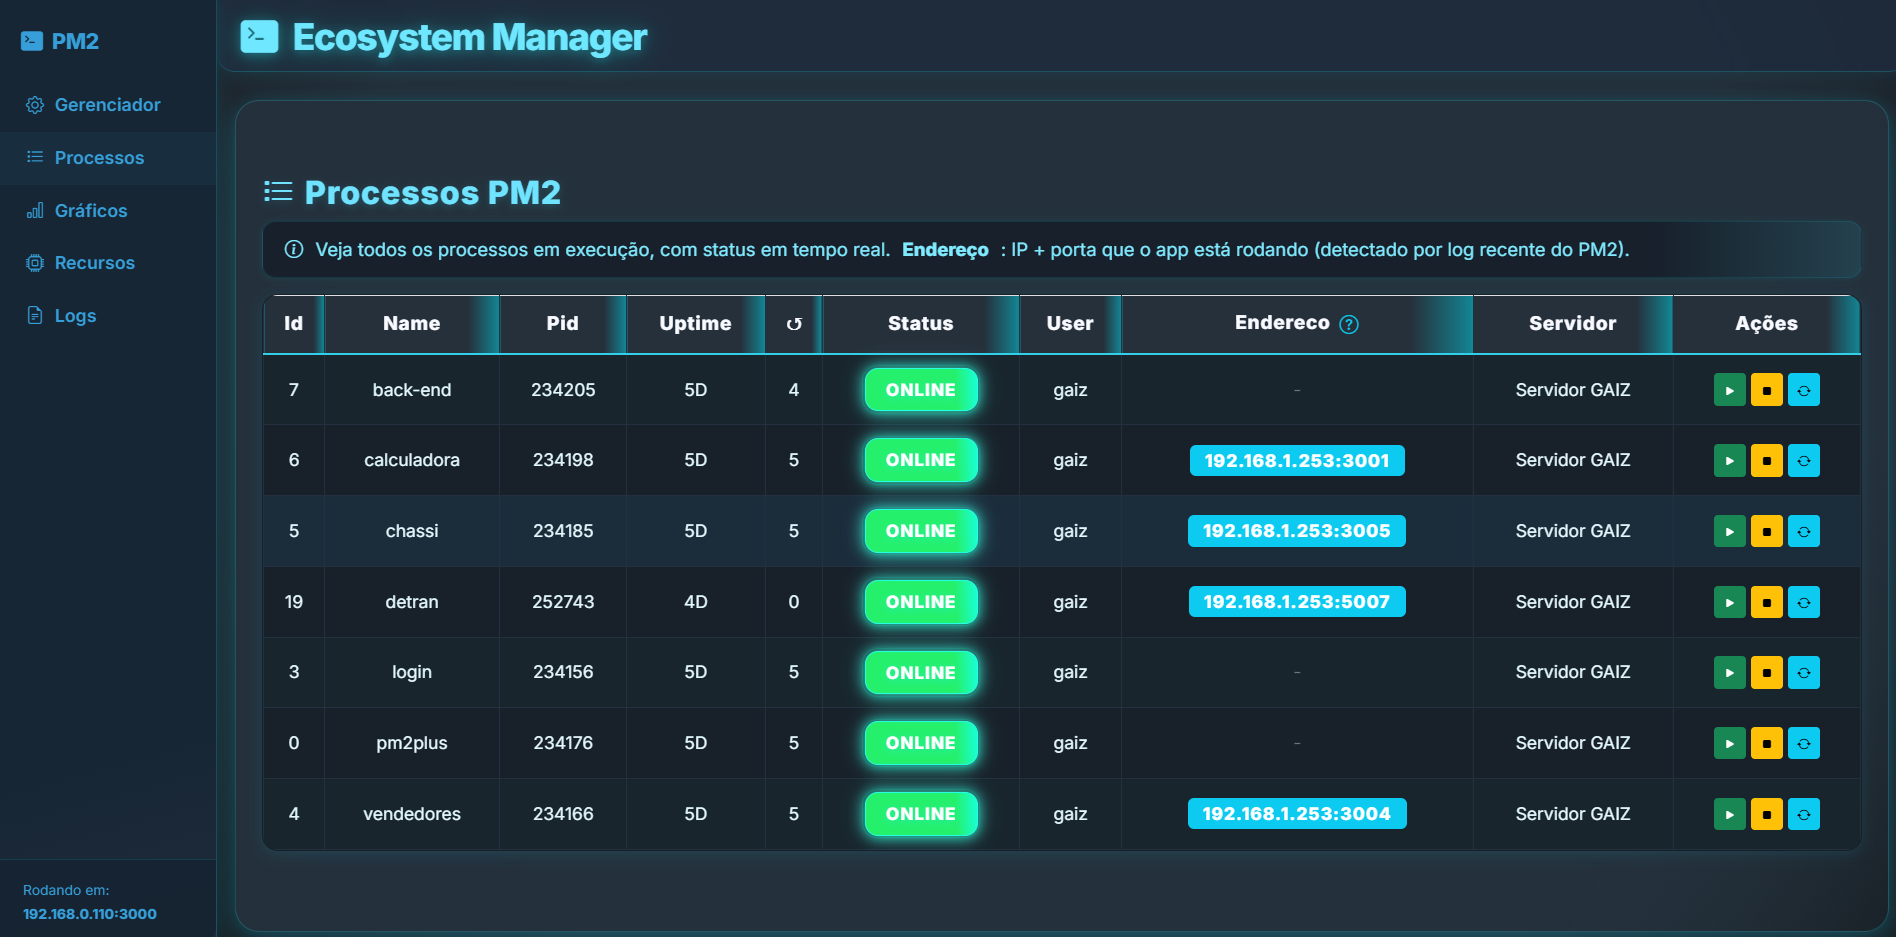 PM2
Ecosystem Manager
Gerenciador
Processos
Gráficos
Recursos
Logs
Rodando em:
192.168.0.110:3000
Processos PM2
Veja todos os processos em execução, com status em tempo real. Endereço : IP + porta que o app está rodando (detectado por log recente do PM2).
Id Name Pid Uptime ↺ Status User Endereco ? Servidor Ações
7 back-end 234205 5D 4 ONLINE gaiz - Servidor GAIZ
6 calculadora 234198 5D 5 ONLINE gaiz 192.168.1.253:3001 Servidor GAIZ
5 chassi 234185 5D 5 ONLINE gaiz 192.168.1.253:3005 Servidor GAIZ
19 detran 252743 4D 0 ONLINE gaiz 192.168.1.253:5007 Servidor GAIZ
3 login 234156 5D 5 ONLINE gaiz - Servidor GAIZ
0 pm2plus 234176 5D 5 ONLINE gaiz - Servidor GAIZ
4 vendedores 234166 5D 5 ONLINE gaiz 192.168.1.253:3004 Servidor GAIZ